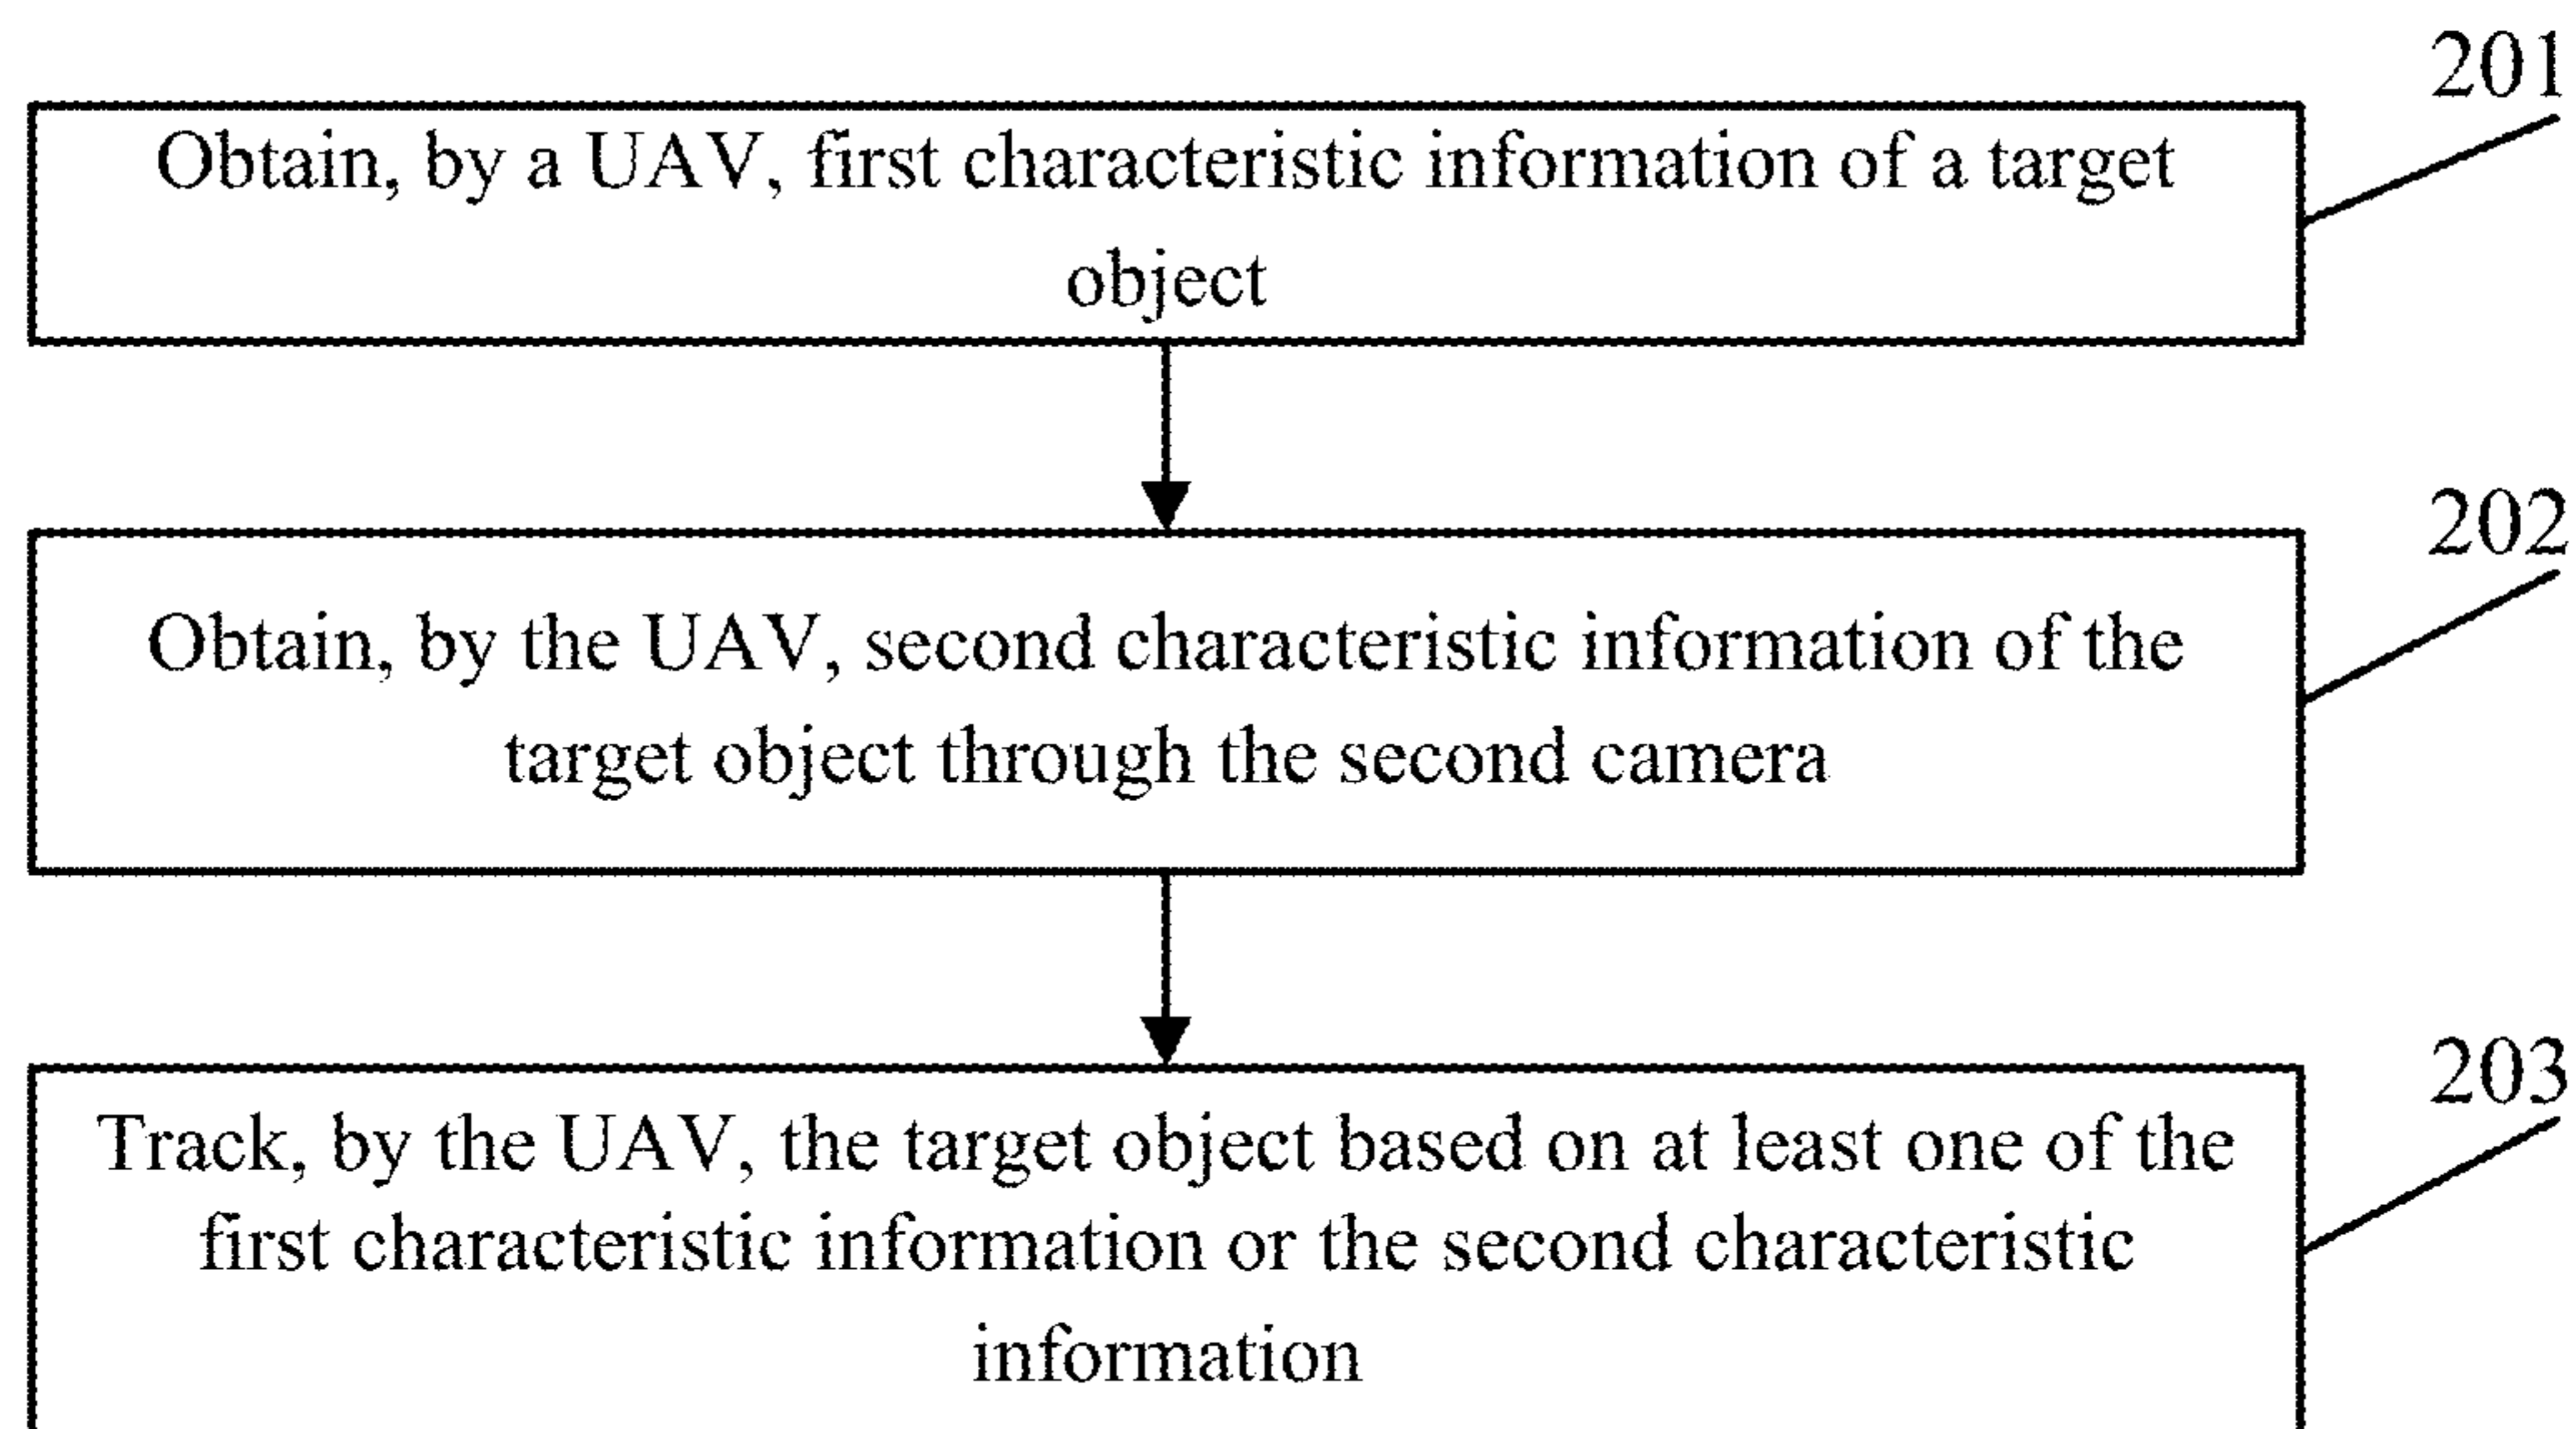 201
Obtain, by a UAV, first characteristic information of a target
object
202
Obtain, by the UAV, second characteristic information of the
target object through the second camera
203
Track, by the UAV, the target object based on at least one of the
first characteristic information or the second characteristic
information